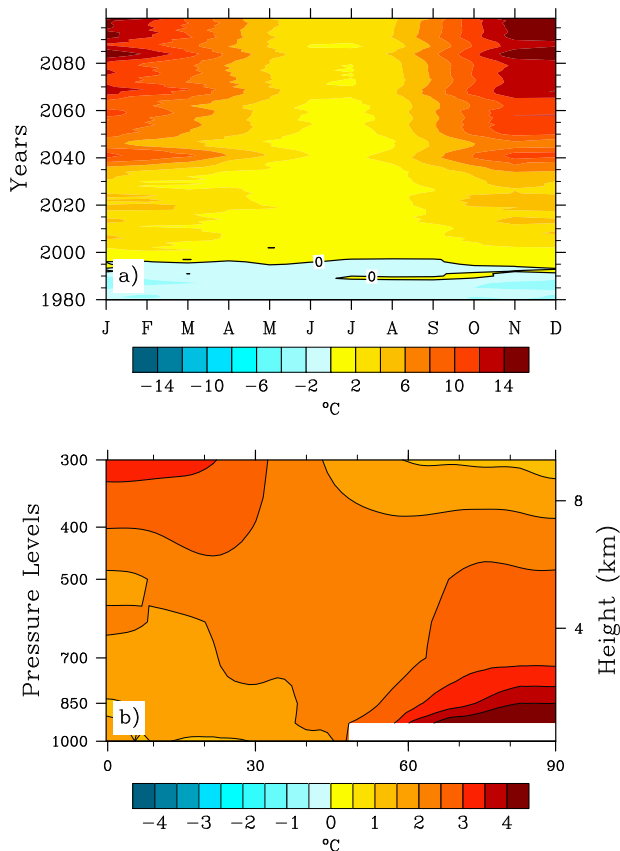 2080
2060
2040
2020
2000
1980
Years
0
0
a)
J F M A M J J A S O N D
−14 −10 −6 −2 2 6 10 14
°C
300
400
500
700
850
1000
Pressure Levels
8
4
Height (km)
b)
0 30 60 90
−4 −3 −2 −1 0 1 2 3 4
°C